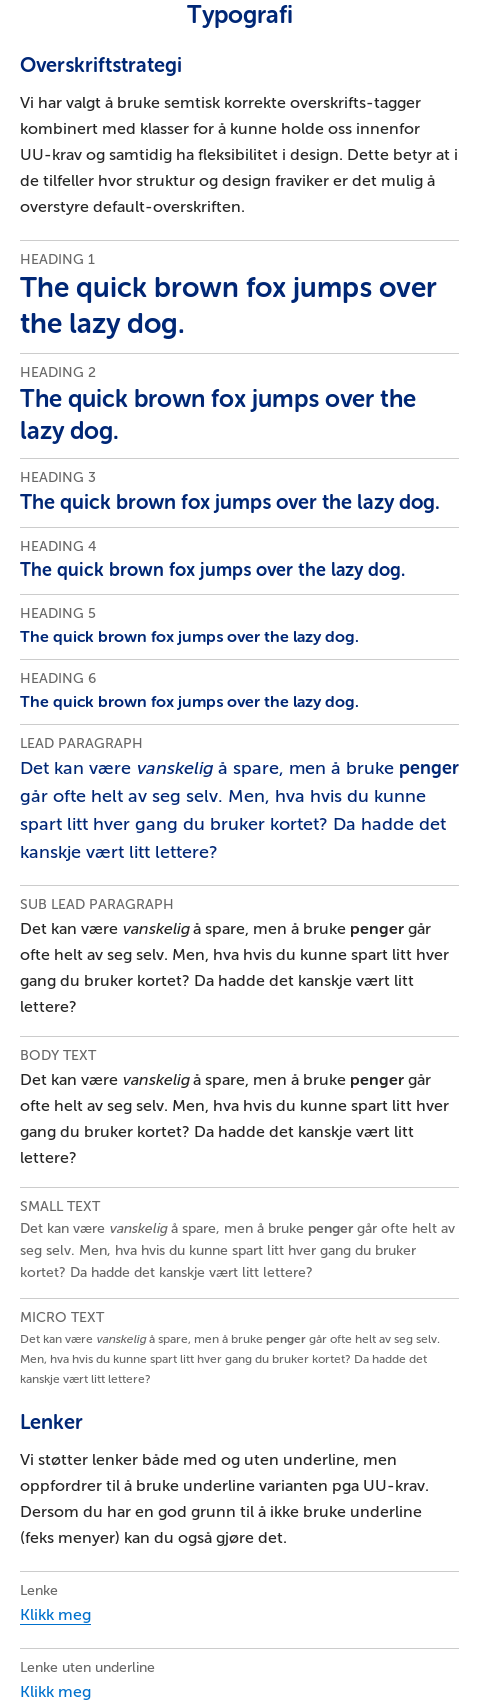 Typografi
Overskriftstrategi
Vi har valgt å bruke semtisk korrekte overskrifts-tagger
kombinert med klasser for å kunne holde oss innenfor
UU-krav og samtidig ha fleksibilitet i design. Dette betyr at i
de tilfeller hvor struktur og design fraviker er det mulig å
overstyre default-overskriften.
HEADING 1
The quick brown fox jumps over
the lazy dog.
HEADING 2
The quick brown fox jumps over the
lazy dog.
HEADING 3
The quick brown fox jumps over the lazy dog.
HEADING 4
The quick brown fox jumps over the lazy dog.
HEADING 5
The quick brown fox jumps over the lazy dog.
HEADING 6
The quick brown fox jumps over the lazy dog.
LEAD PARAGRAPH
Det kan være vanskelig å spare, men å bruke penger
går ofte helt av seg selv. Men, hva hvis du kunne
spart litt hver gang du bruker kortet? Da hadde det
kanskje vært litt lettere?
SUB LEAD PARAGRAPH
Det kan være vanskelig å spare, men å bruke penger går
ofte helt av seg selv. Men, hva hvis du kunne spart litt hver
gang du bruker kortet? Da hadde det kanskje vært litt
lettere?
BODY TEXT
Det kan være vanskelig å spare, men å bruke penger går
ofte helt av seg selv. Men, hva hvis du kunne spart litt hver
gang du bruker kortet? Da hadde det kanskje vært litt
lettere?
SMALL TEXT
Det kan være vanskelig å spare, men å bruke penger går ofte helt av
seg selv. Men, hva hvis du kunne spart litt hver gang du bruker
kortet? Da hadde det kanskje vært litt lettere?
MICRO TEXT
Det kan være vanskelig å spare, men å bruke penger går ofte helt av seg selv.
Men, hva hvis du kunne spart litt hver gang du bruker kortet? Da hadde det
kanskje vært litt lettere?
Lenker
Vi støtter lenker både med og uten underline, men
oppfordrer til å bruke underline varianten pga UU-krav.
Dersom du har en god grunn til å ikke bruke underline
(feks menyer) kan du også gjøre det.
Lenke
Klikk meg
Lenke uten underline
Klikk meg